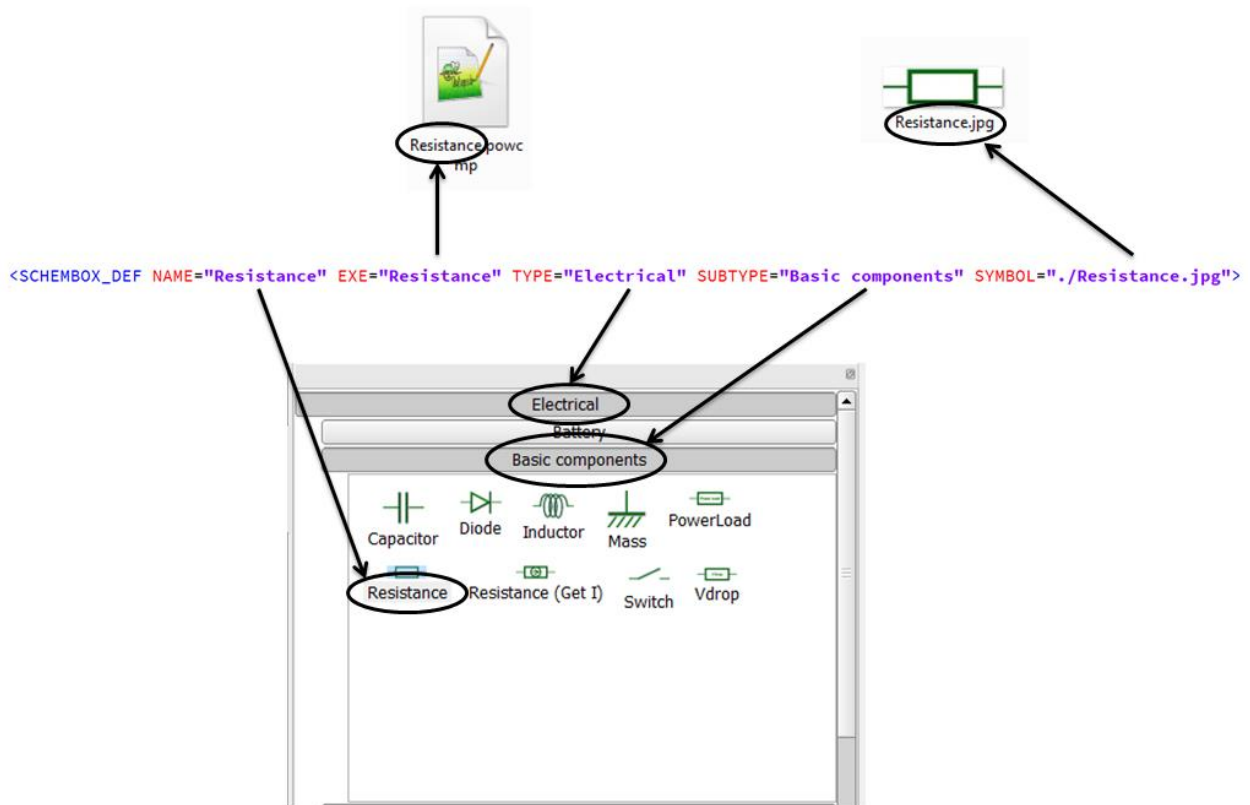 Resistance.powc
mp
Resistance.jpg
<SCHEMBOX_DEF NAME="Resistance" EXE="Resistance" TYPE="Electrical" SUBTYPE="Basic components" SYMBOL="./Resistance.jpg">
Electrical
Battery
Basic components
Capacitor
Diode
Inductor
Mass
PowerLoad
Resistance
Resistance (Get I)
Switch
Vdrop